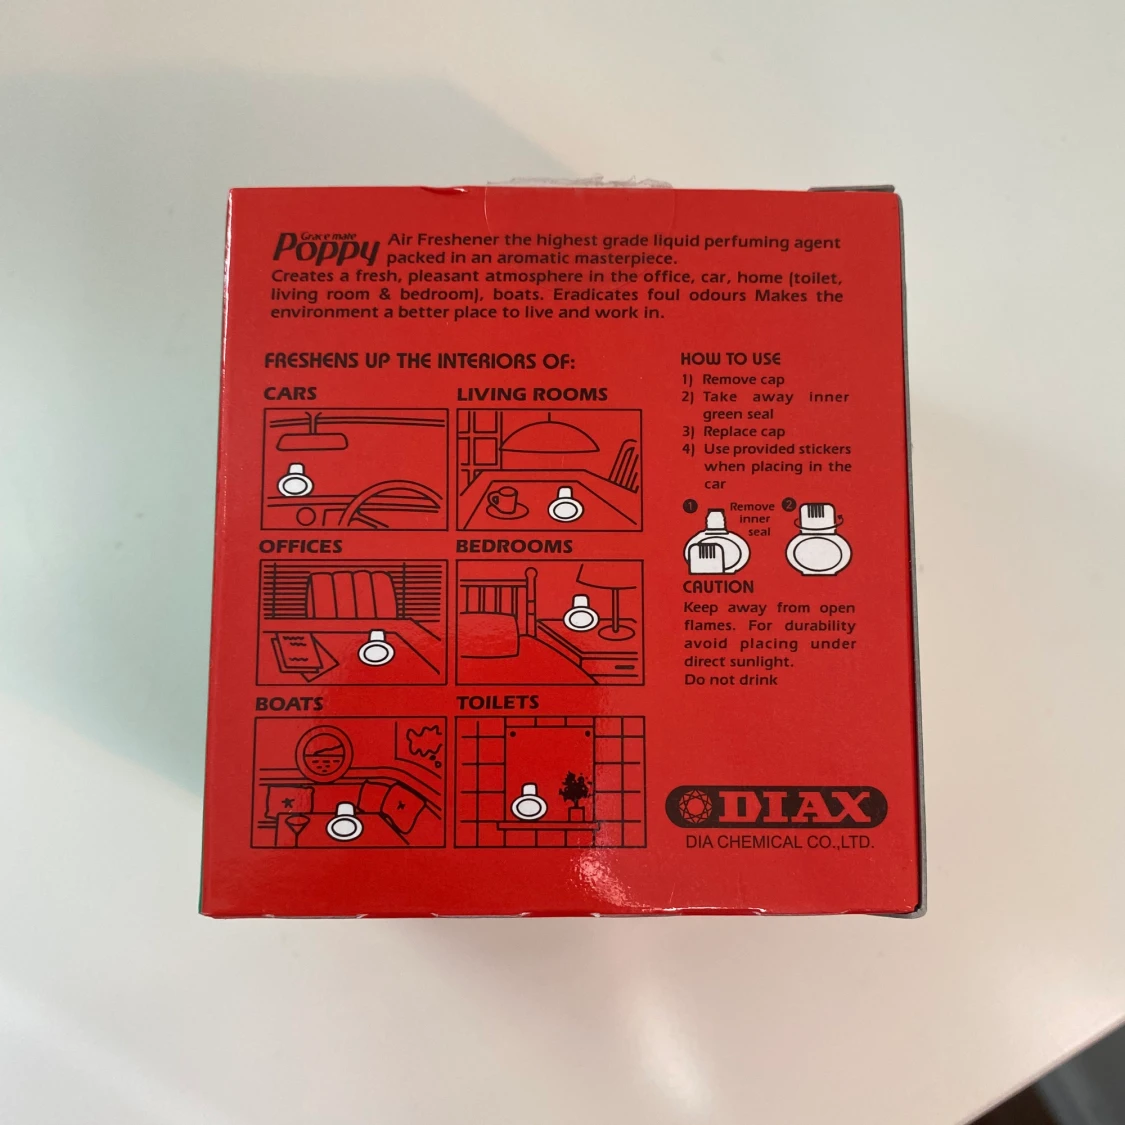 Grace mate
Poppy Air Freshener the highest grade liquid perfuming agent
packed in an aromatic masterpiece.
Creates a fresh, pleasant atmosphere in the office, car, home (toilet,
living room & bedroom), boats. Eradicates foul odours Makes the
environment a better place to live and work in.
FRESHENS UP THE INTERIORS OF:
CARS
LIVING ROOMS
OFFICES
BEDROOMS
BOATS
TOILETS
HOW TO USE
1) Remove cap
2) Take away inner
green seal
3) Replace cap
4) Use provided stickers
when placing in the
car
1 Remove 2
inner
seal
CAUTION
Keep away from open
flames. For durability
avoid placing under
direct sunlight.
Do not drink
DIAX
DIA CHEMICAL CO.,LTD.